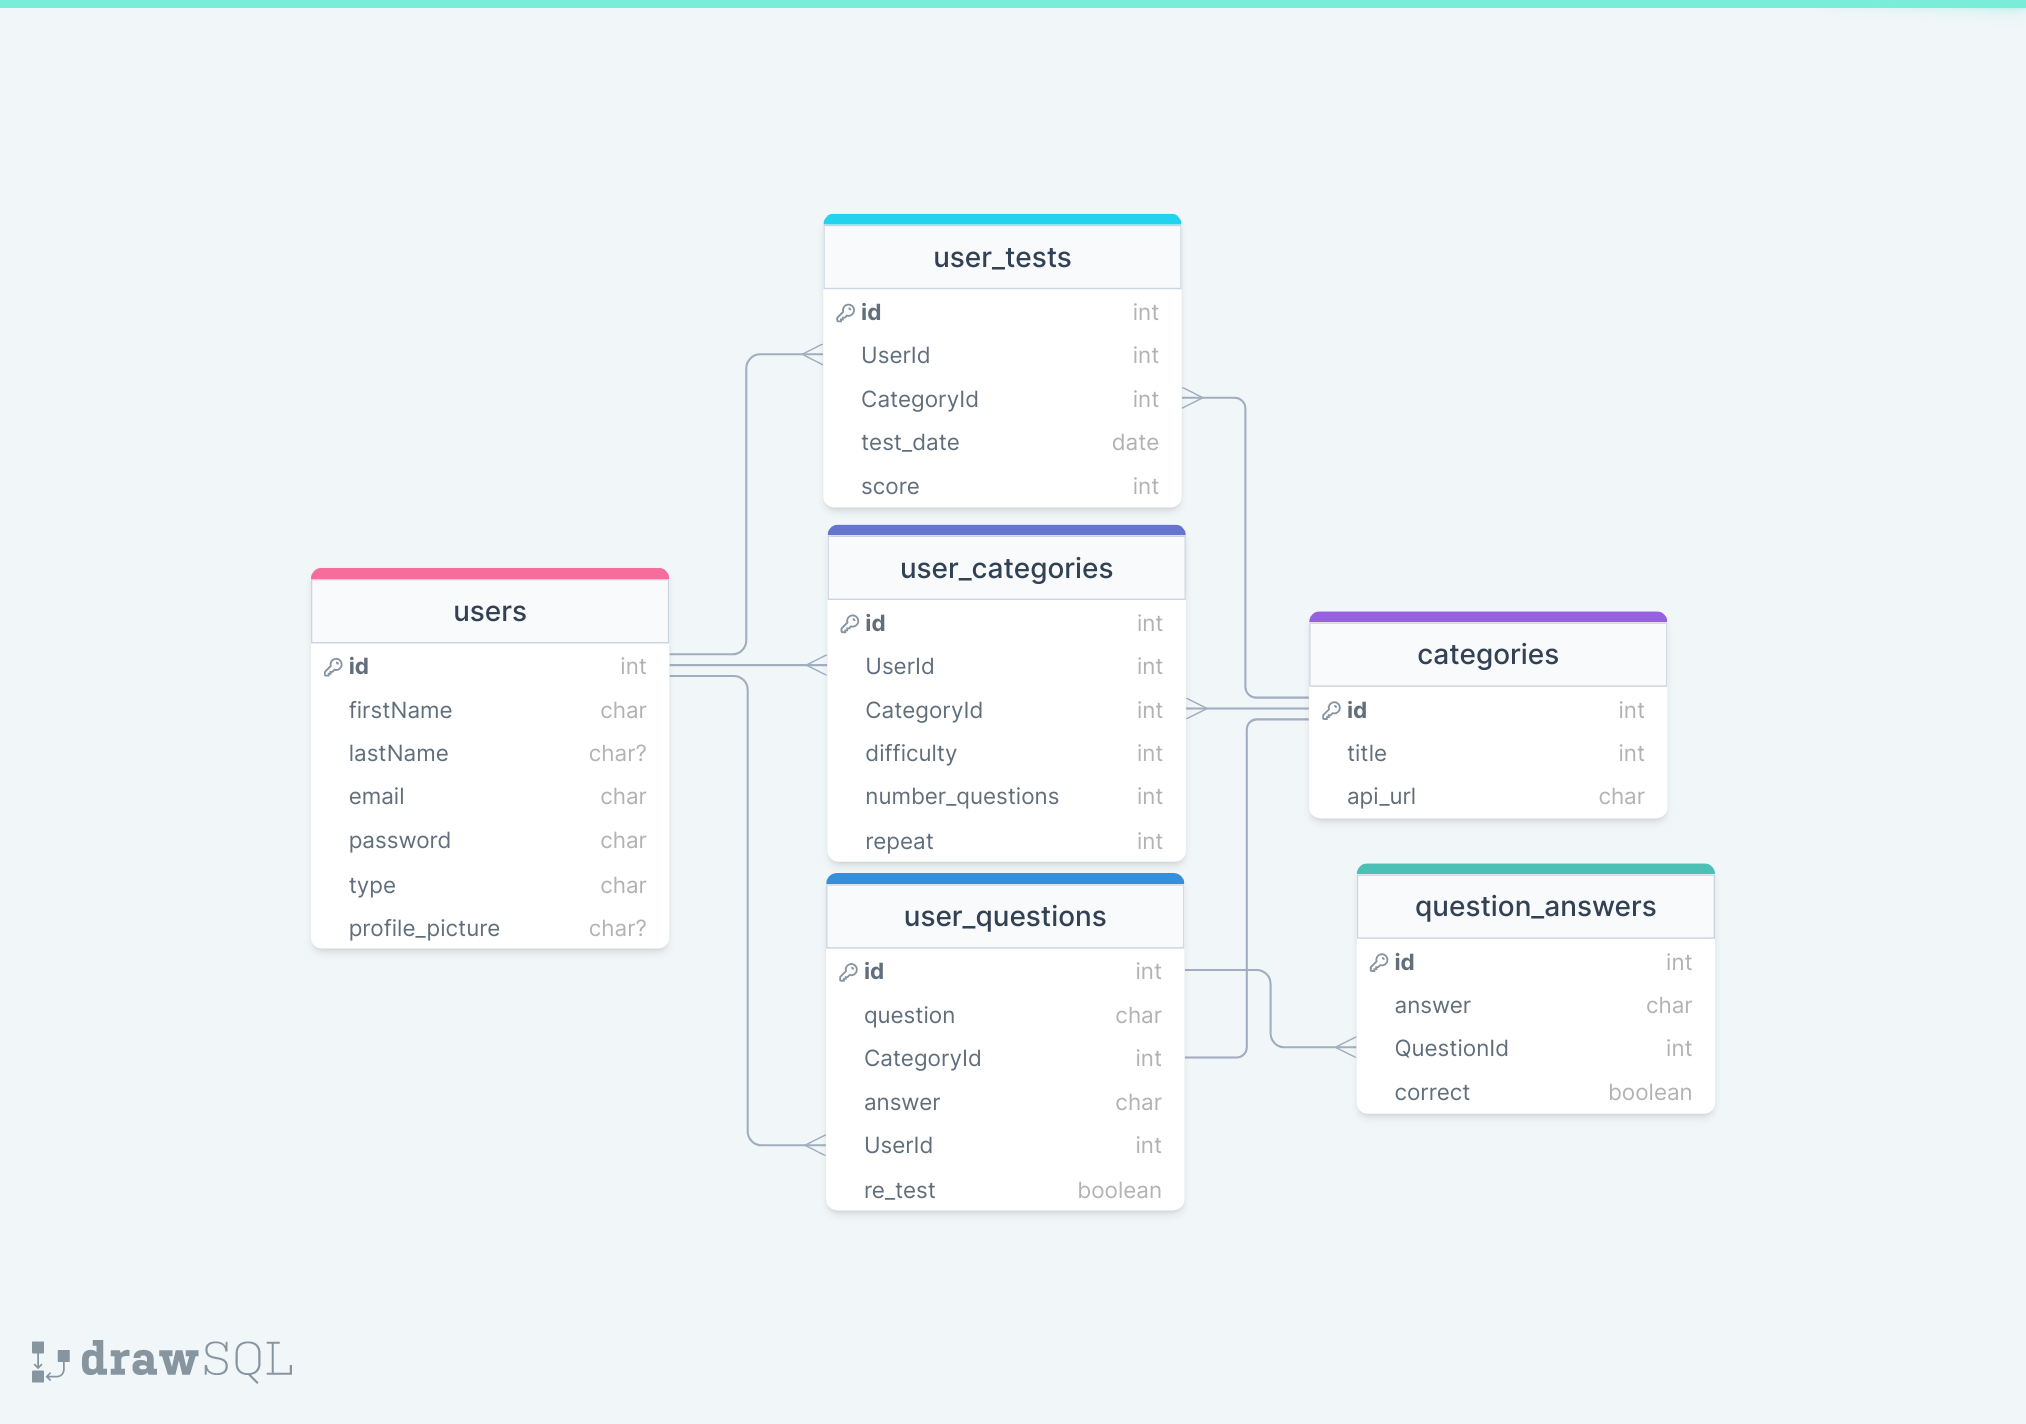 user_tests
id int
UserId int
CategoryId int
test_date date
score int
user_categories
id int
UserId int
CategoryId int
difficulty int
number_questions int
repeat int
users
id int
firstName char
lastName char?
email char
password char
type char
profile_picture char?
categories
id int
title int
api_url char
user_questions
id int
question char
CategoryId int
answer char
UserId int
re_test boolean
question_answers
id int
answer char
QuestionId int
correct boolean
drawSQL